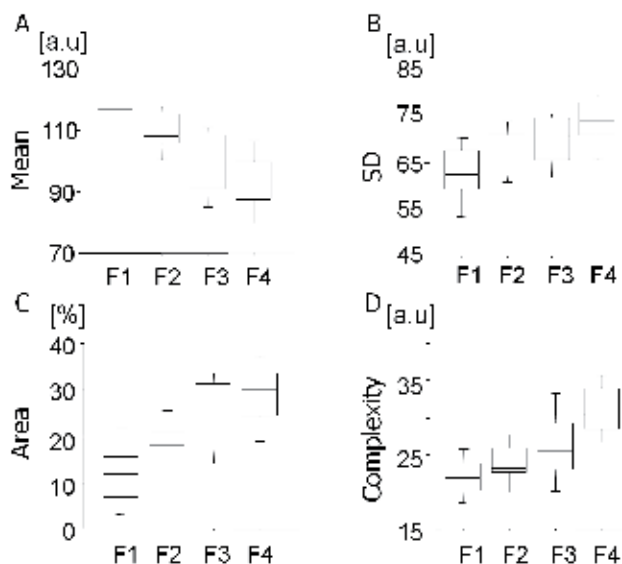 A
[a.u]
130
110
90
70
Mean
F1 F2 F3 F4
B
[a.u]
85
75
65
55
45
SD
F1 F2 F3 F4
C
[%]
40
30
20
10
0
Area
F1 F2 F3 F4
D
[a.u]
35
25
15
Complexity
F1 F2 F3 F4